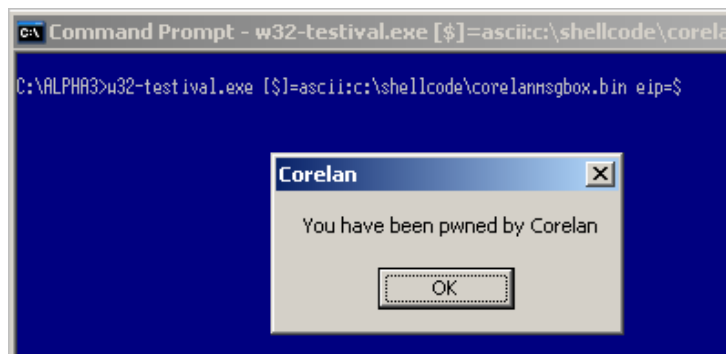 Command Prompt - w32-testival.exe [$]=ascii:c:\shellcode\corela
C:\ALPHA3>w32-testival.exe [$]=ascii:c:\shellcode\corelanmsgbox.bin eip=$
Corelan
You have been pwned by Corelan
OK